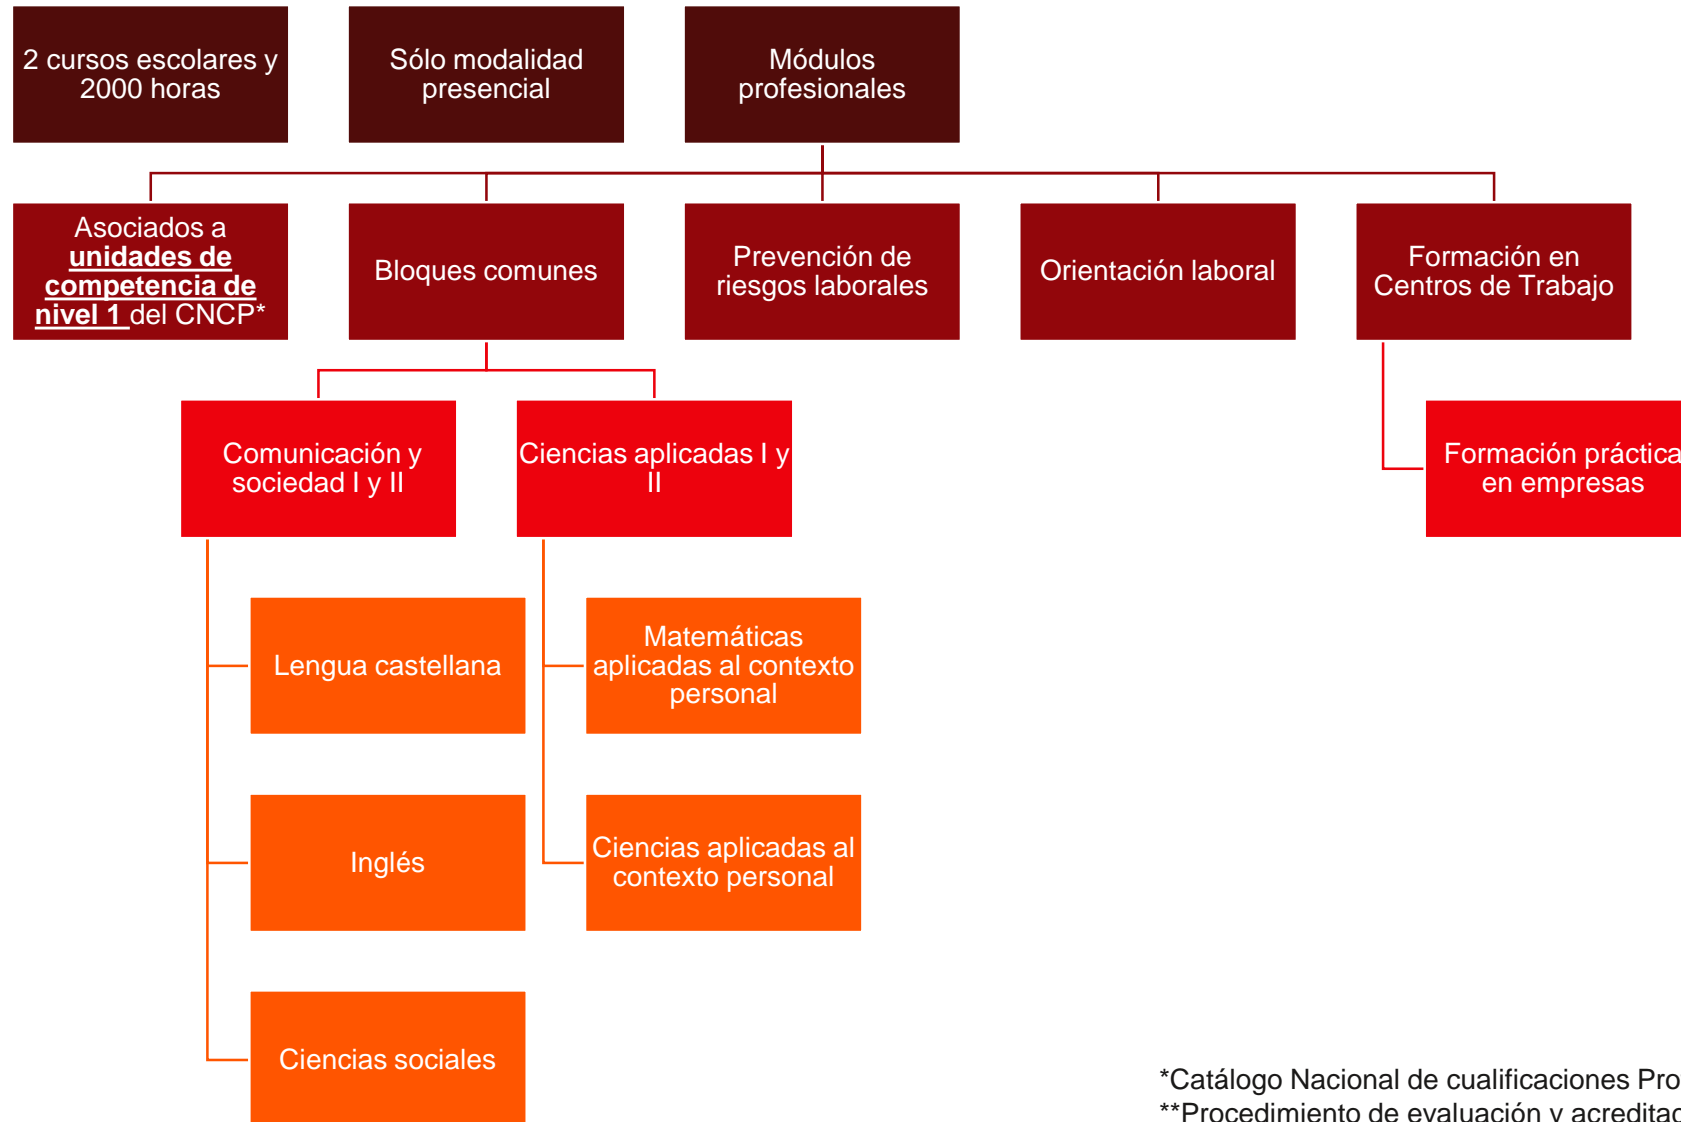 2 cursos escolares y
2000 horas
Sólo modalidad
presencial
Módulos
profesionales
Asociados a
unidades de
competencia de
nivel 1 del CNCP*
Bloques comunes
Prevención de
riesgos laborales
Orientación laboral
Formación en
Centros de Trabajo
Comunicación y
sociedad I y II
Ciencias aplicadas I y
II
Formación práctica
en empresas
Lengua castellana
Matemáticas
aplicadas al contexto
personal
Inglés
Ciencias aplicadas al
contexto personal
Ciencias sociales
*Catálogo Nacional de cualificaciones
**Procedimiento de evaluación y